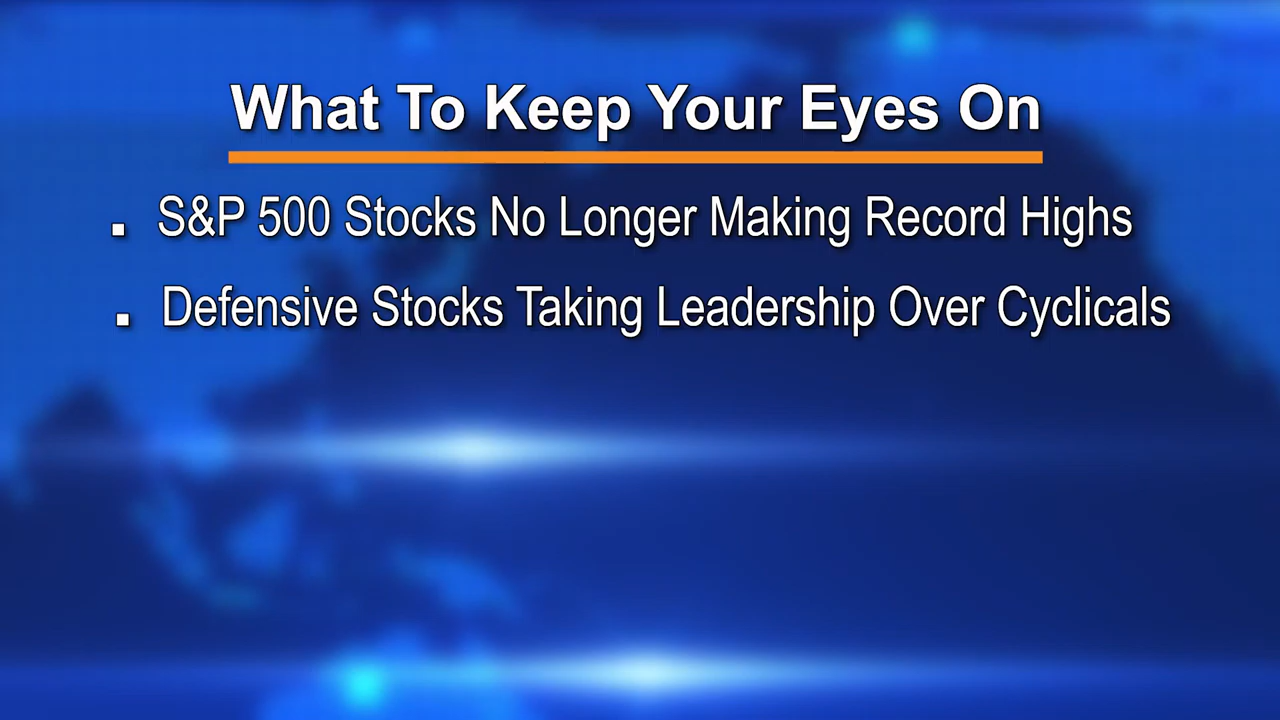 What To Keep Your Eyes On
. S&P 500 Stocks No Longer Making Record Highs
. Defensive Stocks Taking Leadership Over Cyclicals